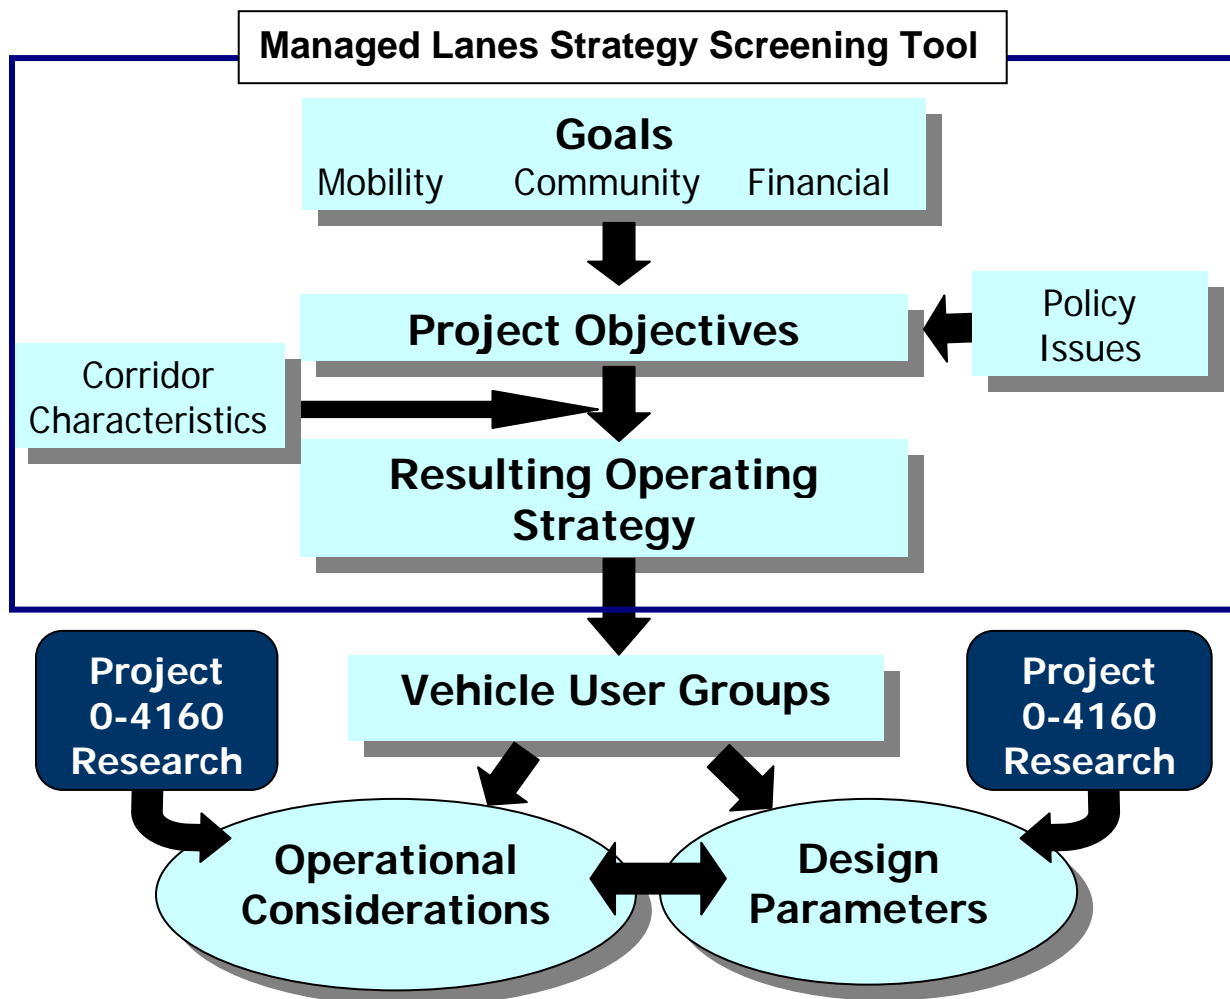 Managed Lanes Strategy Screening Tool
Goals
Mobility Community Financial
Project Objectives
Policy
Issues
Corridor
Characteristics
Resulting Operating
Strategy
Project
0-4160
Research
Vehicle User Groups
Project
0-4160
Research
Operational
Considerations
Design
Parameters